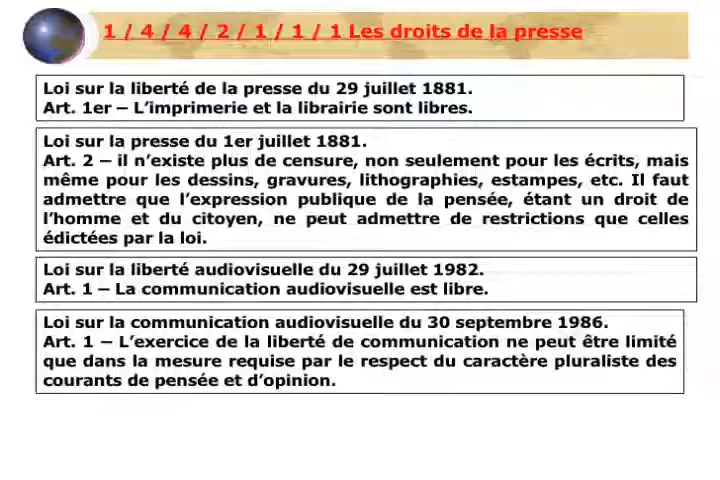 1 / 4 / 4 / 2 / 1 / 1 / 1 Les droits de la presse
Loi sur la liberté de la presse du 29 juillet 1881.
Art. 1er – L’imprimerie et la librairie sont libres.
Loi sur la presse du 1er juillet 1881.
Art. 2 – il n’existe plus de censure, non seulement pour les écrits, mais
même pour les dessins, gravures, lithographies, estampes, etc. Il faut
admettre que l’expression publique de la pensée, étant un droit de
l’homme et du citoyen, ne peut admettre de restrictions que celles
édictées par la loi.
Loi sur la liberté audiovisuelle du 29 juillet 1982.
Art. 1 – La communication audiovisuelle est libre.
Loi sur la communication audiovisuelle du 30 septembre 1986.
Art. 1 – L’exercice de la liberté de communication ne peut être limité
que dans la mesure requise par le respect du caractère pluraliste des
courants de pensée et d’opinion.